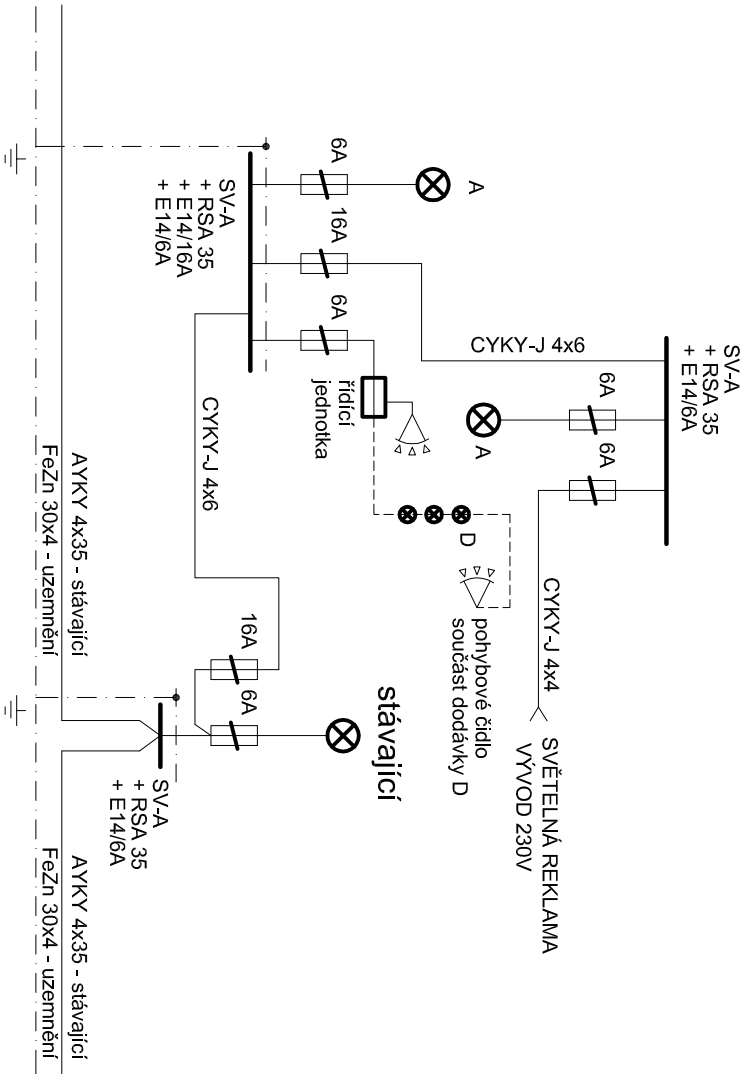 SV-A
+ RSA 35
+ E14/6A
6A
6A
CYKY-J 4x6
A
CYKY-J 4x4
SVĚTELNÁ REKLAMA
VÝVOD 230V
A
D
pohybové čidlo
součást dodávky D
6A
16A
6A
řídící
jednotka
stávající
SV-A
+ RSA 35
+ E14/16A
+ E14/6A
CYKY-J 4x6
16A
6A
SV-A
+ RSA 35
+ E14/6A
AYKY 4x35 - stávající
FeZn 30x4 - uzemnění
AYKY 4x35 - stávající
FeZn 30x4 - uzemnění